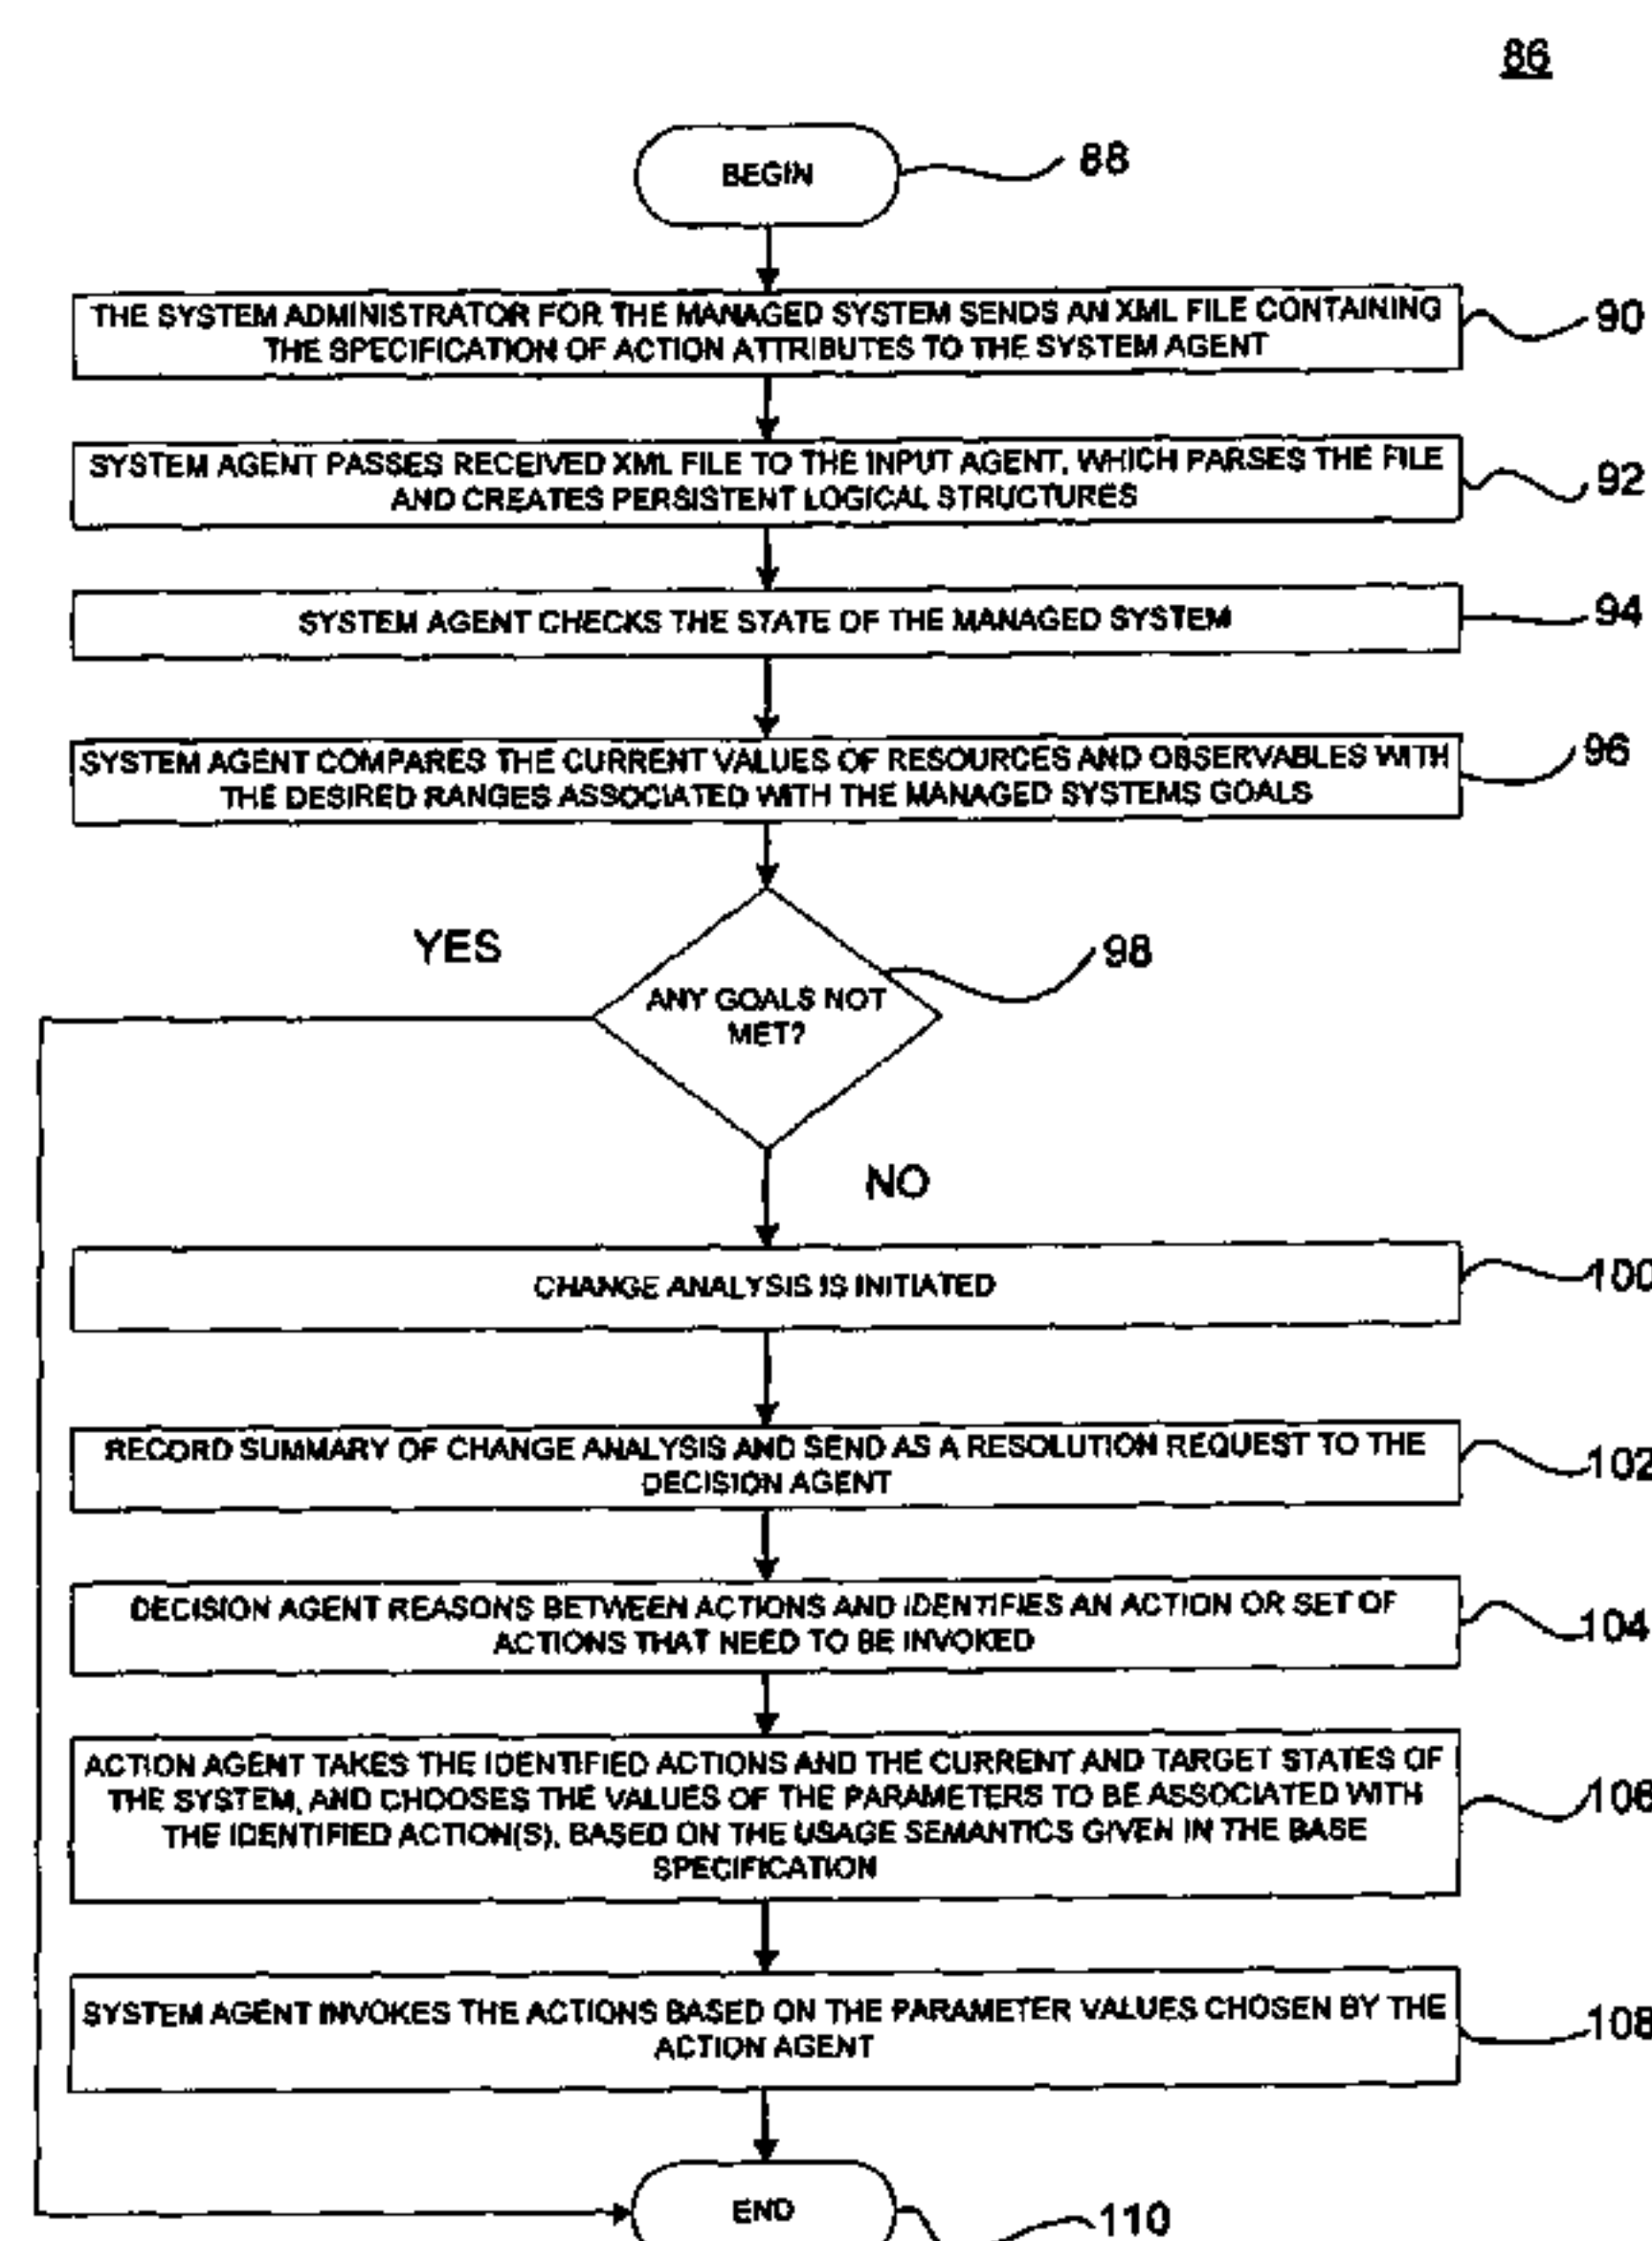 86
BEGIN
88
THE SYSTEM ADMINISTRATOR FOR THE MANAGED SYSTEM SENDS AN XML FILE CONTAINING
THE SPECIFICATION OF ACTION ATTRIBUTES TO THE SYSTEM AGENT
90
SYSTEM AGENT PASSES RECEIVED XML FILE TO THE INPUT AGENT, WHICH PARSES THE FILE
AND CREATES PERSISTENT LOGICAL STRUCTURES
92
SYSTEM AGENT CHECKS THE STATE OF THE MANAGED SYSTEM
94
SYSTEM AGENT COMPARES THE CURRENT VALUES OF RESOURCES AND OBSERVABLES WITH
THE DESIRED RANGES ASSOCIATED WITH THE MANAGED SYSTEMS GOALS
96
YES
ANY GOALS NOT
MET?
98
NO
CHANGE ANALYSIS IS INITIATED
100
RECORD SUMMARY OF CHANGE ANALYSIS AND SEND AS A RESOLUTION REQUEST TO THE
DECISION AGENT
102
DECISION AGENT REASONS BETWEEN ACTIONS AND IDENTIFIES AN ACTION OR SET OF
ACTIONS THAT NEED TO BE INVOKED
104
ACTION AGENT TAKES THE IDENTIFIED ACTIONS AND THE CURRENT AND TARGET STATES OF
THE SYSTEM, AND CHOOSES THE VALUES OF THE PARAMETERS TO BE ASSOCIATED WITH
THE IDENTIFIED ACTION(S), BASED ON THE USAGE SEMANTICS GIVEN IN THE BASE
SPECIFICATION
106
SYSTEM AGENT INVOKES THE ACTIONS BASED ON THE PARAMETER VALUES CHOSEN BY THE
ACTION AGENT
108
END
110